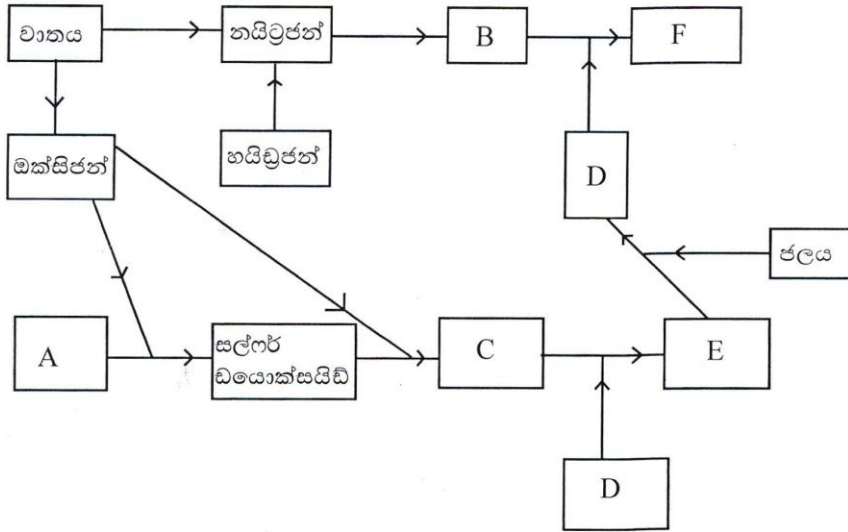 වාතය
නයිට්‍රජන්
B
F
ඔක්සිජන්
හයිඩ්‍රජන්
D
ජලය
A
සල්ෆර්
ඩයොක්සයිඩ්
C
E
D